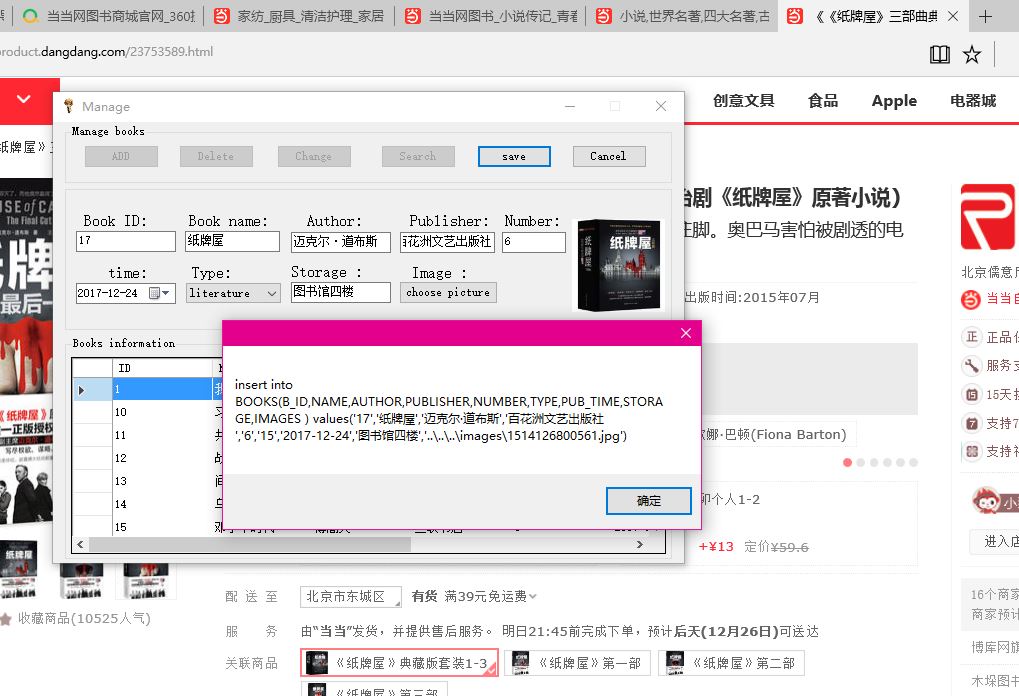 当当网图书商城官网_360搜
家纺_厨具_清洁护理_家居
当当网图书_小说传记_青春
小说,世界名著,四大名著,古
《《纸牌屋》三部曲典
product.dangdang.com/23753589.html
创意文具 食品 Apple 电器城
Manage
Manage books
ADD Delete Change Search save Cancel
Book ID: Book name: Author: Publisher: Number:
17 纸牌屋 迈克尔·道布斯 百花洲文艺出版社 6
time: Type: Storage : Image :
2017-12-24 literature 图书馆四楼 choose picture
纸牌屋
治剧《纸牌屋》原著小说）
驻脚。奥巴马害怕被剧透的电
出版时间:2015年07月
Books information
ID
1
10
11
12
13
14
15
insert into
BOOKS(B_ID,NAME,AUTHOR,PUBLISHER,NUMBER,TYPE,PUB_TIME,STORA
GE,IMAGES ) values('17','纸牌屋','迈克尔·道布斯','百花洲文艺出版社
','6','15','2017-12-24','图书馆四楼','..\..\..\images\1514126800561.jpg')
确定
欧娜·巴顿(Fiona Barton)
卯个人1-2
+¥13 定价¥59.6
北京儒意
当当自
正品保
服务支
15天
支持7
支持
进入店
16个商家
商家预计
博库网旗
木垛图书
收藏商品(10525人气)
配 送 至 北京市东城区 有货 满39元免运费
服 务 由“当当”发货，并提供售后服务。 明日21:45前完成下单，预计后天(12月26日)可送达
关联商品 《纸牌屋》典藏版套装1-3 《纸牌屋》第一部 《纸牌屋》第二部
《纸牌屋》第三部